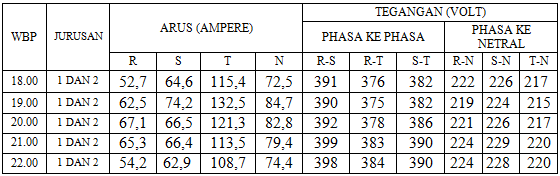 WBP JURUSAN ARUS (AMPERE) TEGANGAN (VOLT)
PHASA KE PHASA PHASA KE NETRAL
R S T N R-S R-T S-T R-N S-N T-N
18.00 1 DAN 2 52,7 64,6 115,4 72,5 391 376 382 222 226 217
19.00 1 DAN 2 62,5 74,2 132,5 84,7 390 375 382 219 224 215
20.00 1 DAN 2 67,1 66,5 121,3 82,8 392 378 386 221 226 217
21.00 1 DAN 2 65,3 66,4 113,5 79,4 399 383 390 224 229 220
22.00 1 DAN 2 54,2 62,9 108,7 74,4 398 384 390 224 228 220